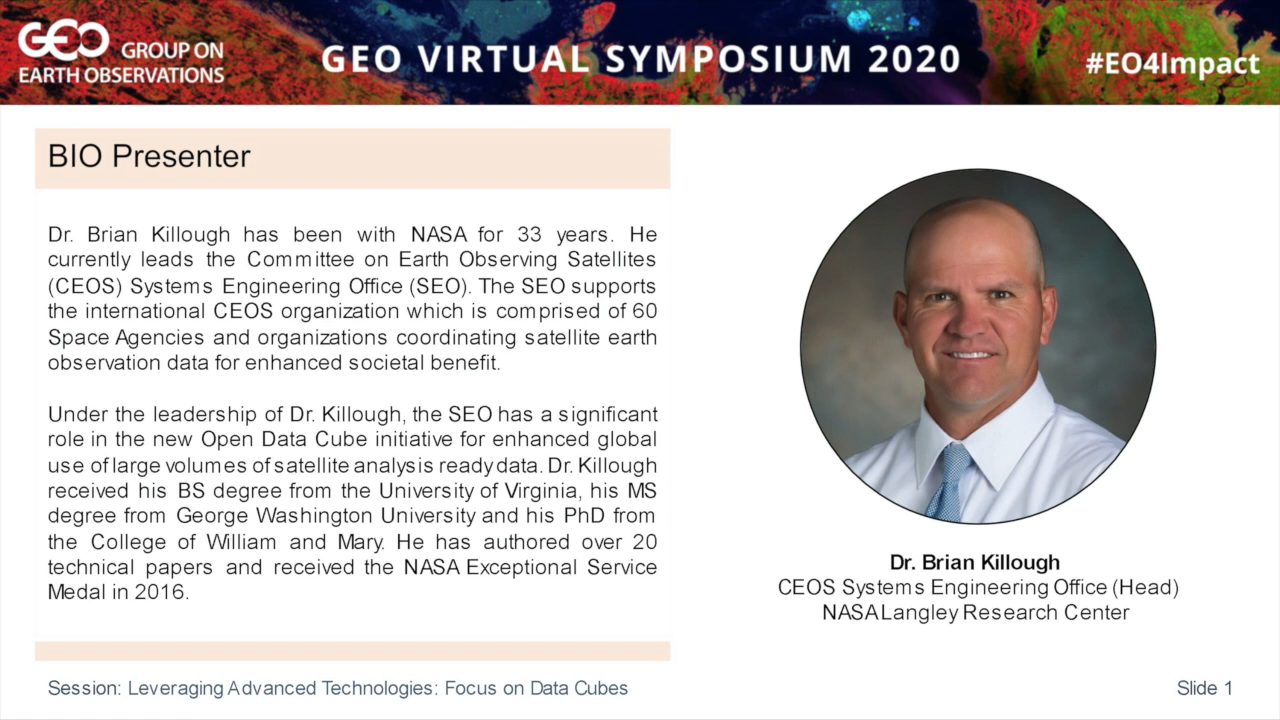 GEO GROUP ON
EARTH OBSERVATIONS
GEO VIRTUAL SYMPOSIUM 2020
#EO4Impact
BIO Presenter
Dr. Brian Killough has been with NASA for 33 years. He
currently leads the Committee on Earth Observing Satellites
(CEOS) Systems Engineering Office (SEO). The SEO supports
the international CEOS organization which is comprised of 60
Space Agencies and organizations coordinating satellite earth
observation data for enhanced societal benefit.
Under the leadership of Dr. Killough, the SEO has a significant
role in the new Open Data Cube initiative for enhanced global
use of large volumes of satellite analysis ready data. Dr. Killough
received his BS degree from the University of Virginia, his MS
degree from George Washington University and his PhD from
the College of William and Mary. He has authored over 20
technical papers and received the NASA Exceptional Service
Medal in 2016.
Dr. Brian Killough
CEOS Systems Engineering Office (Head)
NASA Langley Research Center
Session: Leveraging Advanced Technologies: Focus on Data Cubes
Slide 1